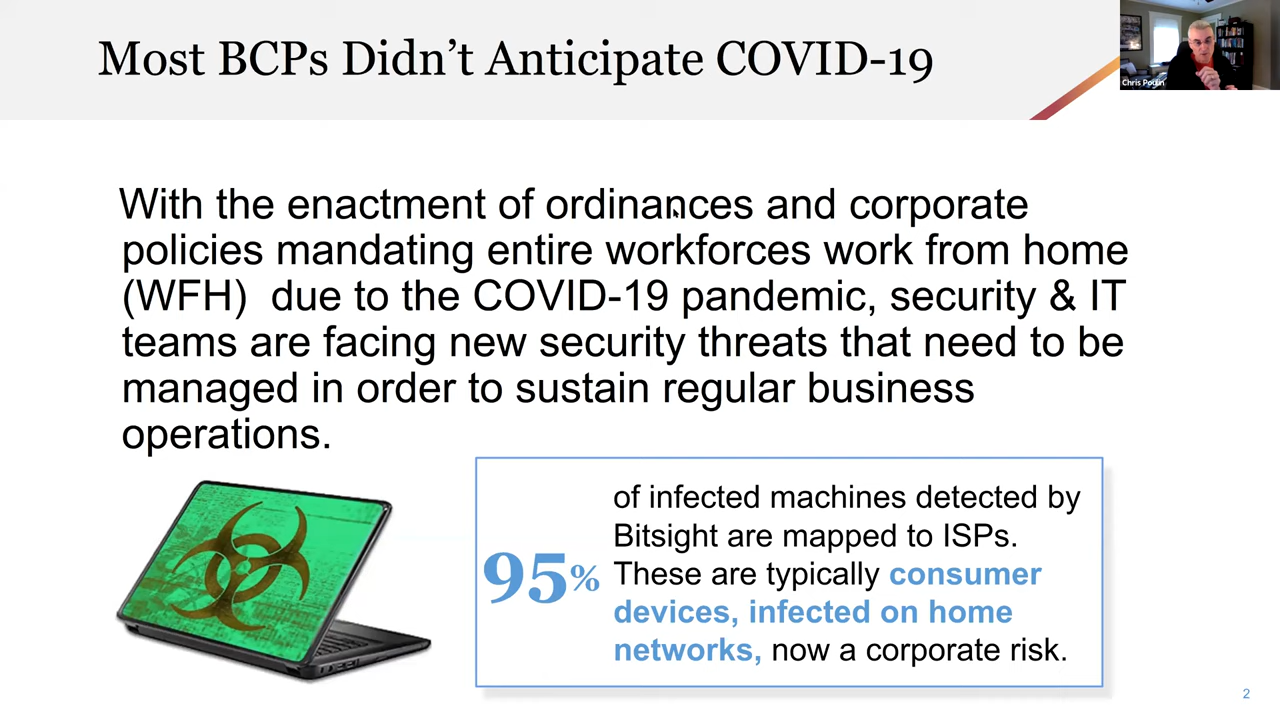 Most BCPs Didn’t Anticipate COVID-19
Chris Poulin
With the enactment of ordinances and corporate
policies mandating entire workforces work from home
(WFH)  due to the COVID-19 pandemic, security & IT
teams are facing new security threats that need to be
managed in order to sustain regular business
operations.
95%
of infected machines detected by
Bitsight are mapped to ISPs.
These are typically consumer
devices, infected on home
networks, now a corporate risk.
2